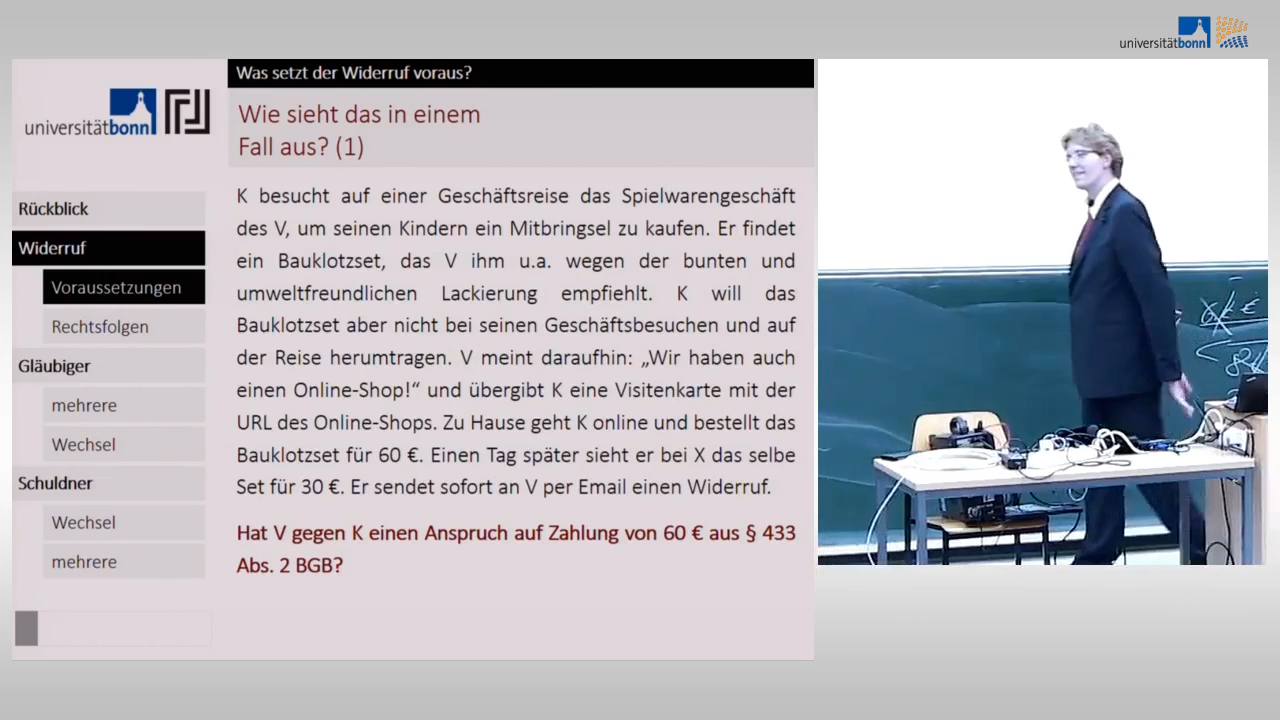 universitätbonn
Was setzt der Widerruf voraus?
universitätbonn
Wie sieht das in einem
Fall aus? (1)
Rückblick
Widerruf
Voraussetzungen
Rechtsfolgen
Gläubiger
mehrere
Wechsel
Schuldner
Wechsel
mehrere
K besucht auf einer Geschäftsreise das Spielwarengeschäft
des V, um seinen Kindern ein Mitbringsel zu kaufen. Er findet
ein Bauklotzset, das V ihm u.a. wegen der bunten und
umweltfreundlichen Lackierung empfiehlt. K will das
Bauklotzset aber nicht bei seinen Geschäftsbesuchen und auf
der Reise herumtragen. V meint daraufhin: „Wir haben auch
einen Online-Shop!“ und übergibt K eine Visitenkarte mit der
URL des Online-Shops. Zu Hause geht K online und bestellt das
Bauklotzset für 60 €. Einen Tag später sieht er bei X das selbe
Set für 30 €. Er sendet sofort an V per Email einen Widerruf.
Hat V gegen K einen Anspruch auf Zahlung von 60 € aus § 433
Abs. 2 BGB?